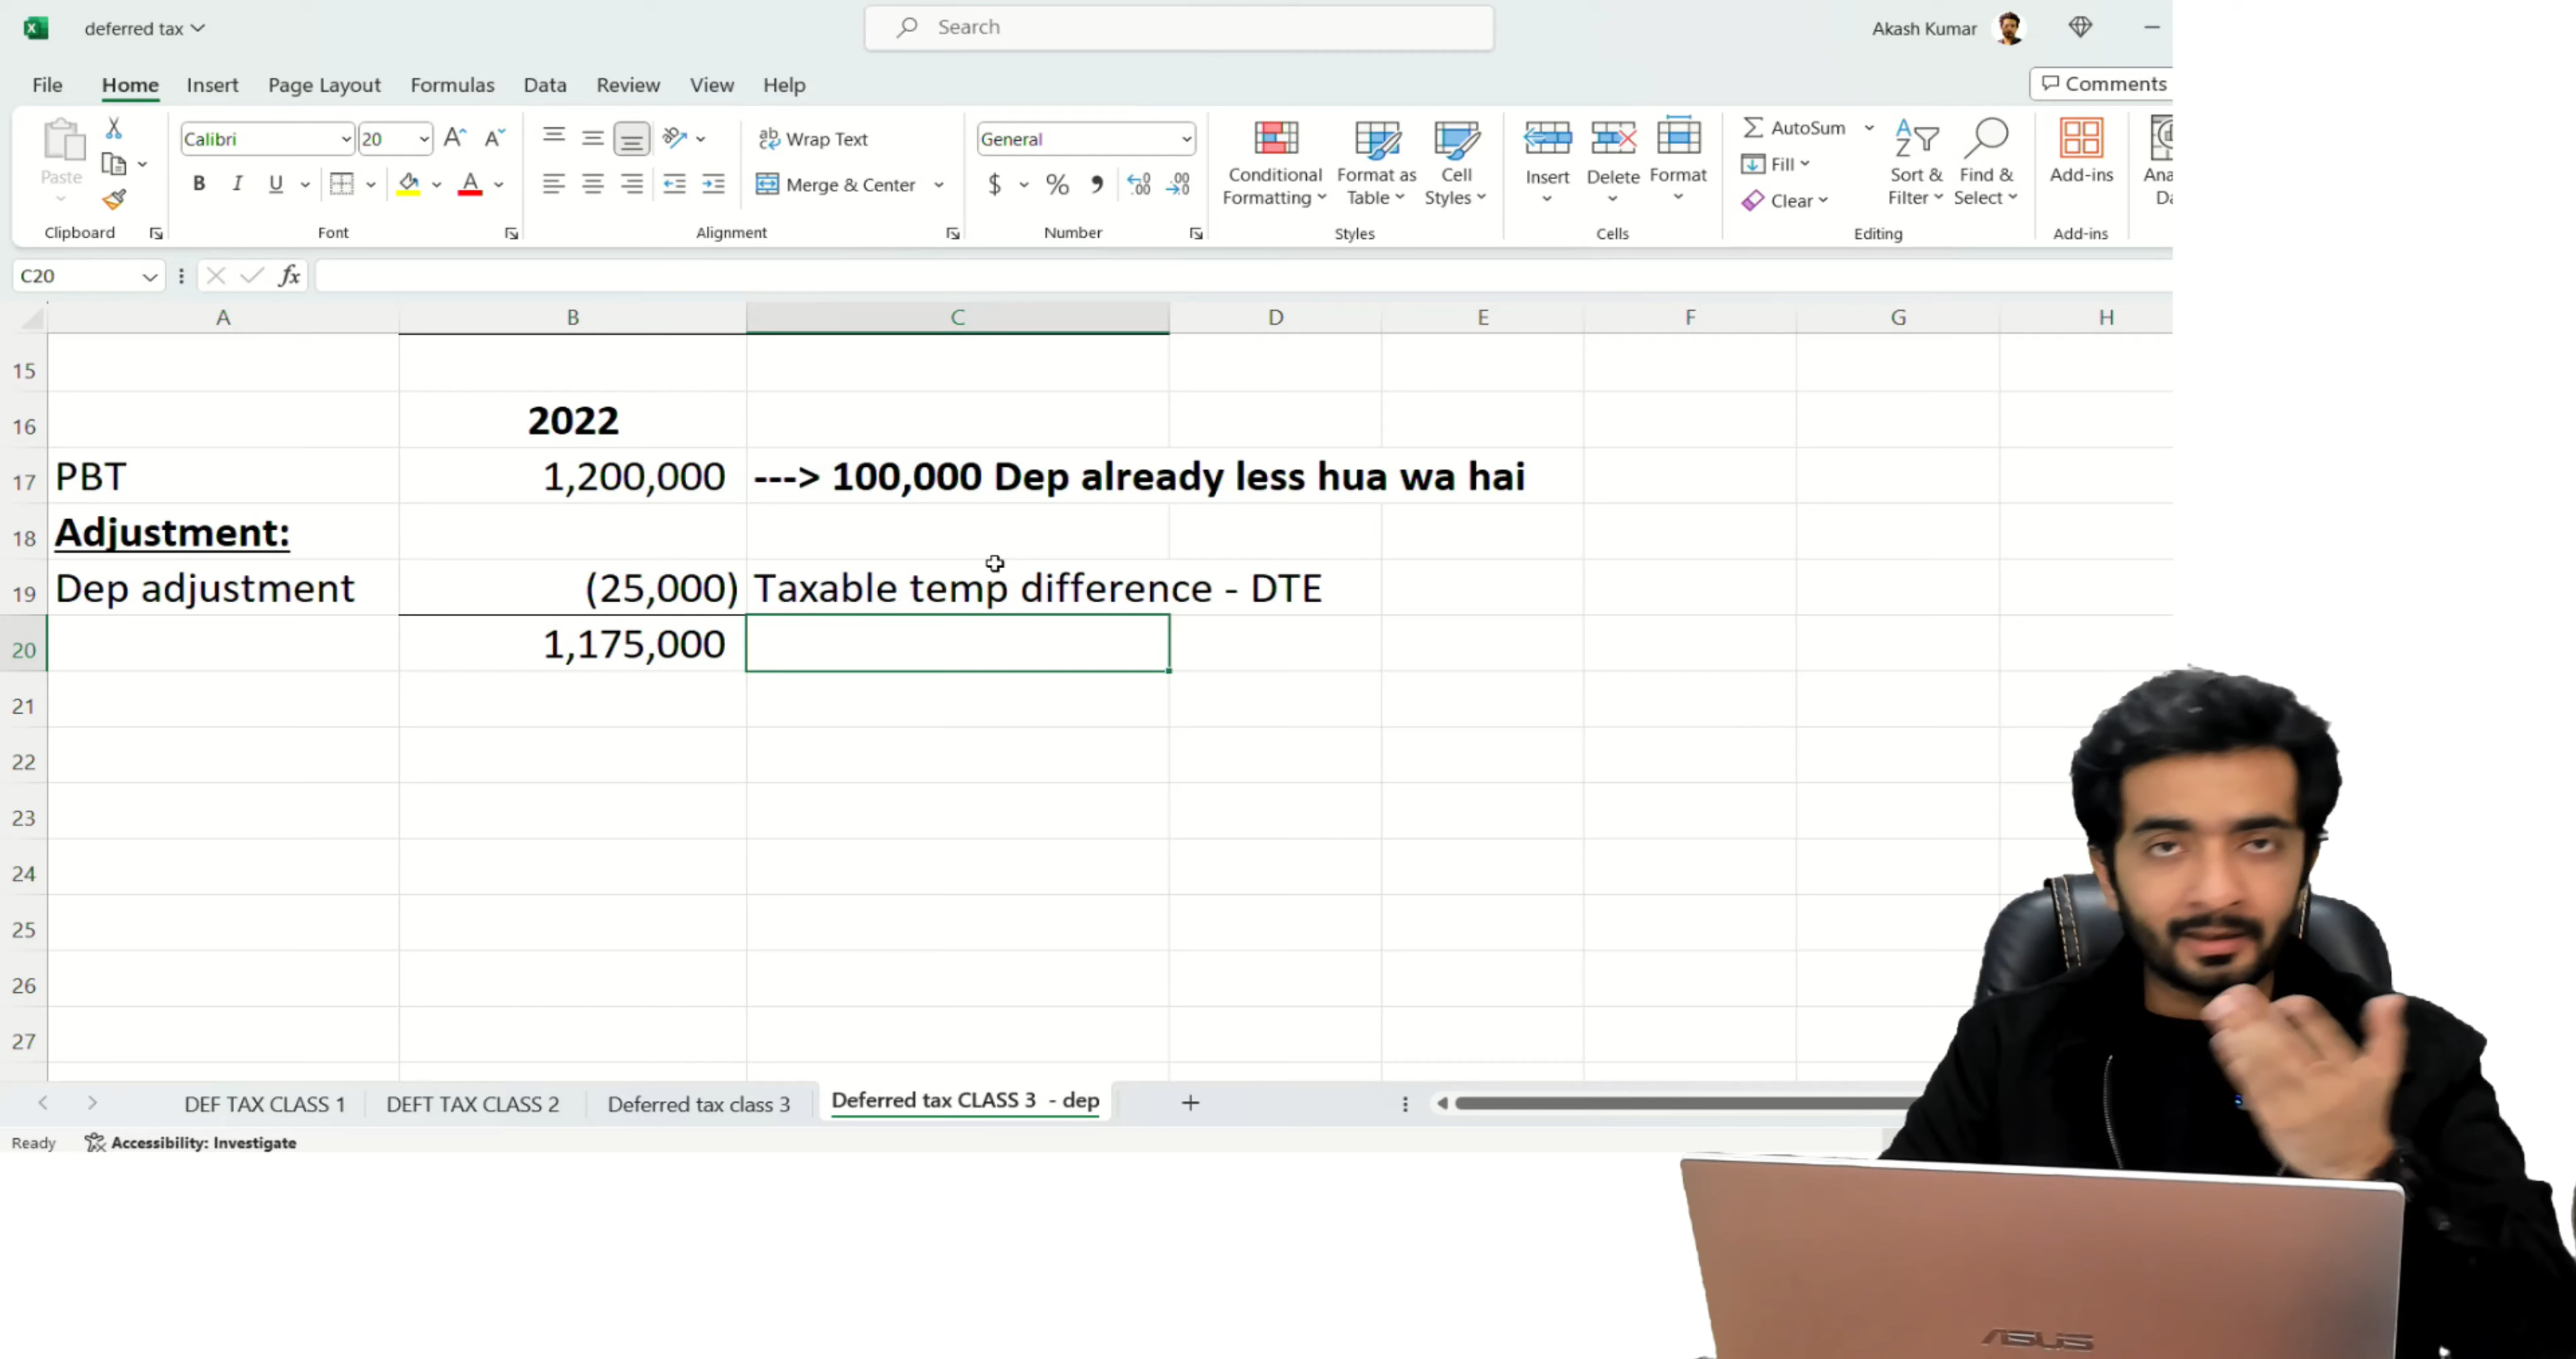 deferred tax
Search
Akash Kumar
File Home Insert Page Layout Formulas Data Review View Help
Comments
Calibri 20
Wrap Text
General
AutoSum
Paste
B I U
Merge & Center
$ % ,
Conditional Formatting
Format as Table
Cell Styles
Insert
Delete
Format
Fill
Clear
Sort & Filter
Find & Select
Add-ins
Clipboard Font Alignment Number Styles Cells Editing Add-ins
C20 fx
A B C D E F G H
15
16 2022
17 PBT 1,200,000 ---> 100,000 Dep already less hua wa hai
18 Adjustment:
19 Dep adjustment (25,000) Taxable temp difference - DTE
20 1,175,000
21
22
23
24
25
26
27
DEF TAX CLASS 1 DEFT TAX CLASS 2 Deferred tax class 3 Deferred tax CLASS 3 - dep
Ready Accessibility: Investigate
ASUS